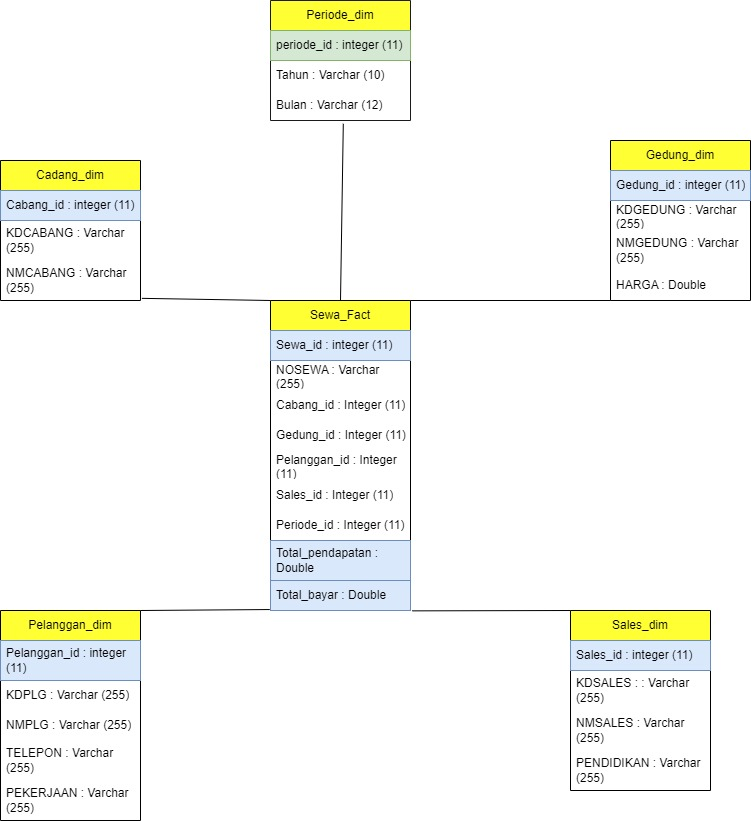 Periode_dim
periode_id : integer (11)
Tahun : Varchar (10)
Bulan : Varchar (12)
Cadang_dim
Cabang_id : integer (11)
KDCABANG : Varchar
(255)
NMCABANG : Varchar
(255)
Gedung_dim
Gedung_id : integer (11)
KDGEDUNG : Varchar
(255)
NMGEDUNG : Varchar
(255)
HARGA : Double
Sewa_Fact
Sewa_id : integer (11)
NOSEWA : Varchar
(255)
Cabang_id : Integer (11)
Gedung_id : Integer (11)
Pelanggan_id : Integer
(11)
Sales_id : Integer (11)
Periode_id : Integer (11)
Total_pendapatan :
Double
Total_bayar : Double
Pelanggan_dim
Pelanggan_id : integer
(11)
KDPLG : Varchar (255)
NMPLG : Varchar (255)
TELEPON : Varchar
(255)
PEKERJAAN : Varchar
(255)
Sales_dim
Sales_id : integer (11)
KDSALES : : Varchar
(255)
NMSALES : Varchar
(255)
PENDIDIKAN : Varchar
(255)